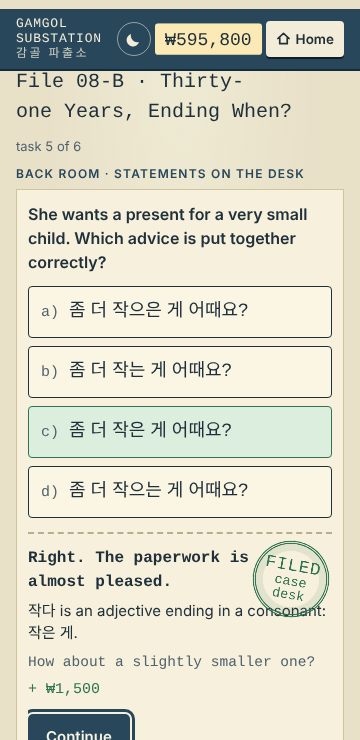 GAMGOL
SUBSTATION
감골 파출소
₩595,800
Home
File 08-B · Thirty-
one Years, Ending When?
task 5 of 6
BACK ROOM · STATEMENTS ON THE DESK
She wants a present for a very small
child. Which advice is put together
correctly?
a) 좀 더 작으은 게 어때요?
b) 좀 더 작는 게 어때요?
c) 좀 더 작은 게 어때요?
d) 좀 더 작으는 게 어때요?
Right. The paperwork is
almost pleased.
FILED
case
desk
작다 is an adjective ending in a consonant:
작은 게.
How about a slightly smaller one?
+ ₩1,500
Continue